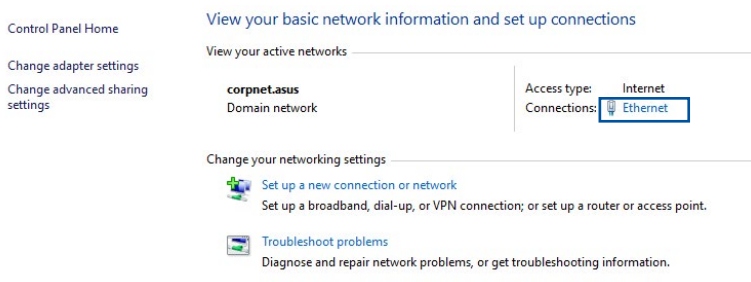 Control Panel Home
Change adapter settings
Change advanced sharing
settings
View your basic network information and set up connections
View your active networks
corpnet.asus
Domain network
Access type: Internet
Connections: Ethernet
Change your networking settings
Set up a new connection or network
Set up a broadband, dial-up, or VPN connection; or set up a router or access point.
Troubleshoot problems
Diagnose and repair network problems, or get troubleshooting information.